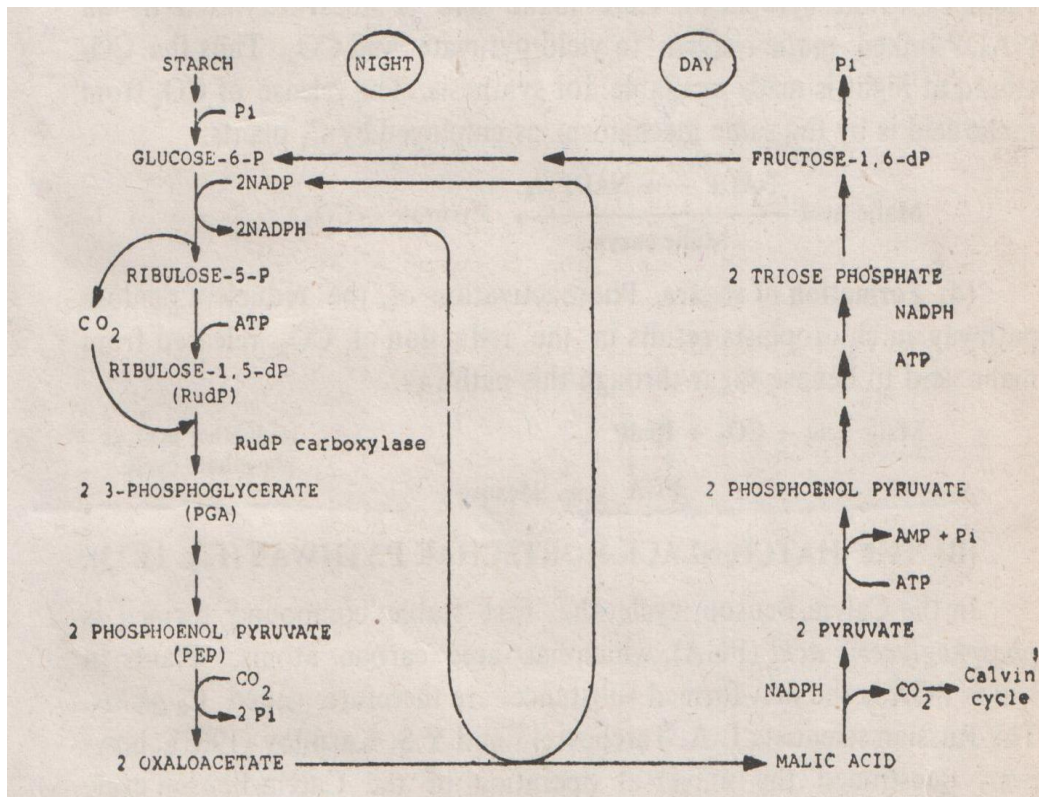 STARCH
NIGHT
DAY
Pi
Pi
GLUCOSE-6-P
FRUCTOSE-1,6-dP
2NADP
2NADPH
RIBULOSE-5-P
2 TRIOSE PHOSPHATE
NADPH
CO2
ATP
ATP
RIBULOSE-1,5-dP
(RudP)
RudP carboxylase
2 3-PHOSPHOGLYCERATE
(PGA)
2 PHOSPHOENOL PYRUVATE
AMP + Pi
ATP
2 PHOSPHOENOL PYRUVATE
(PEP)
2 PYRUVATE
CO2
2 Pi
NADPH
CO2
Calvin
cycle
2 OXALOACETATE
MALIC ACID